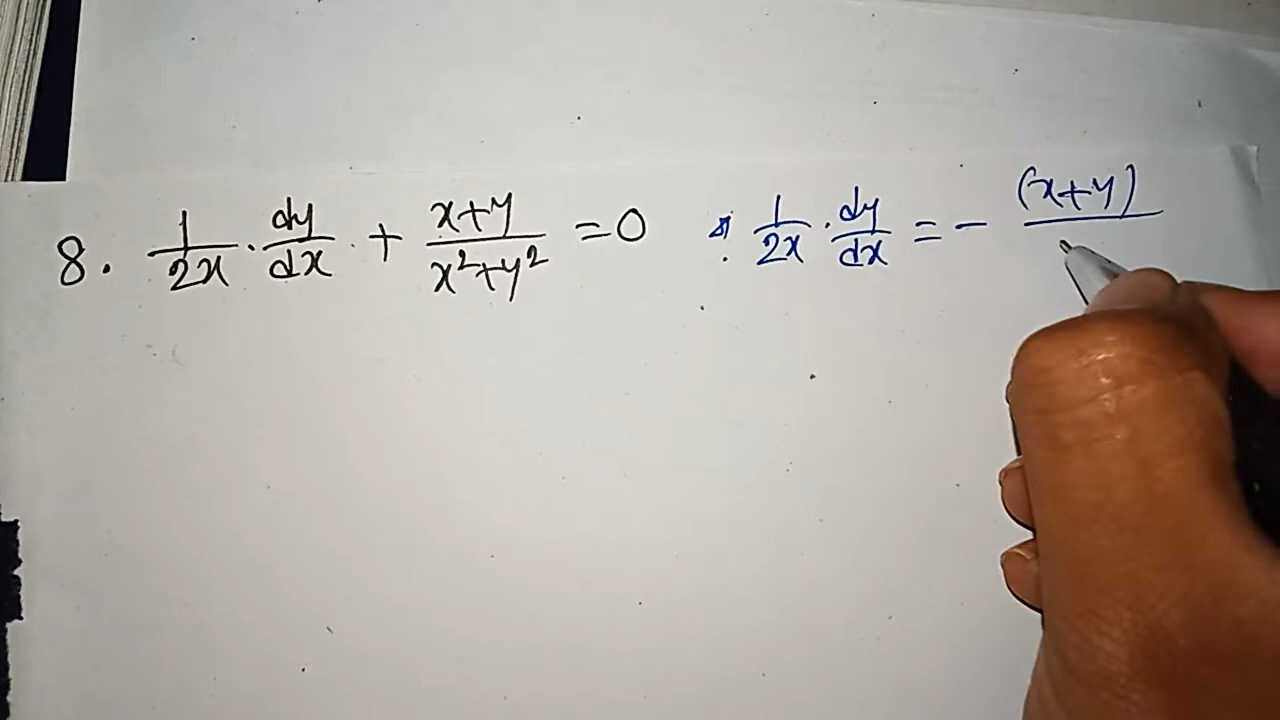 8. 1/2x · dy/dx + x+y/x²+y² = 0 1/2x · dy/dx = - (x+y)